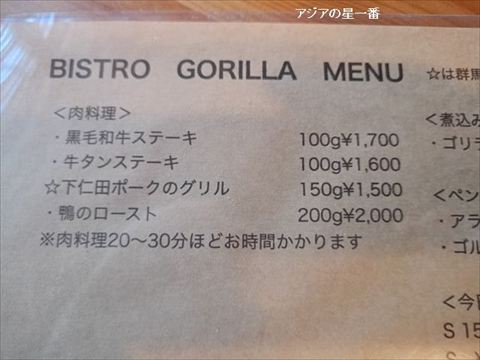 アジアの星一番
BISTRO GORILLA MENU
☆は群馬
＜肉料理＞
・黒毛和牛ステーキ 100g¥1,700
・牛タンステーキ 100g¥1,600
☆下仁田ポークのグリル 150g¥1,500
・鴨のロースト 200g¥2,000
※肉料理20〜30分ほどお時間かかります
＜煮込み
・ゴリラ
＜ペン
・アラ
・ゴル
＜今日
S 15